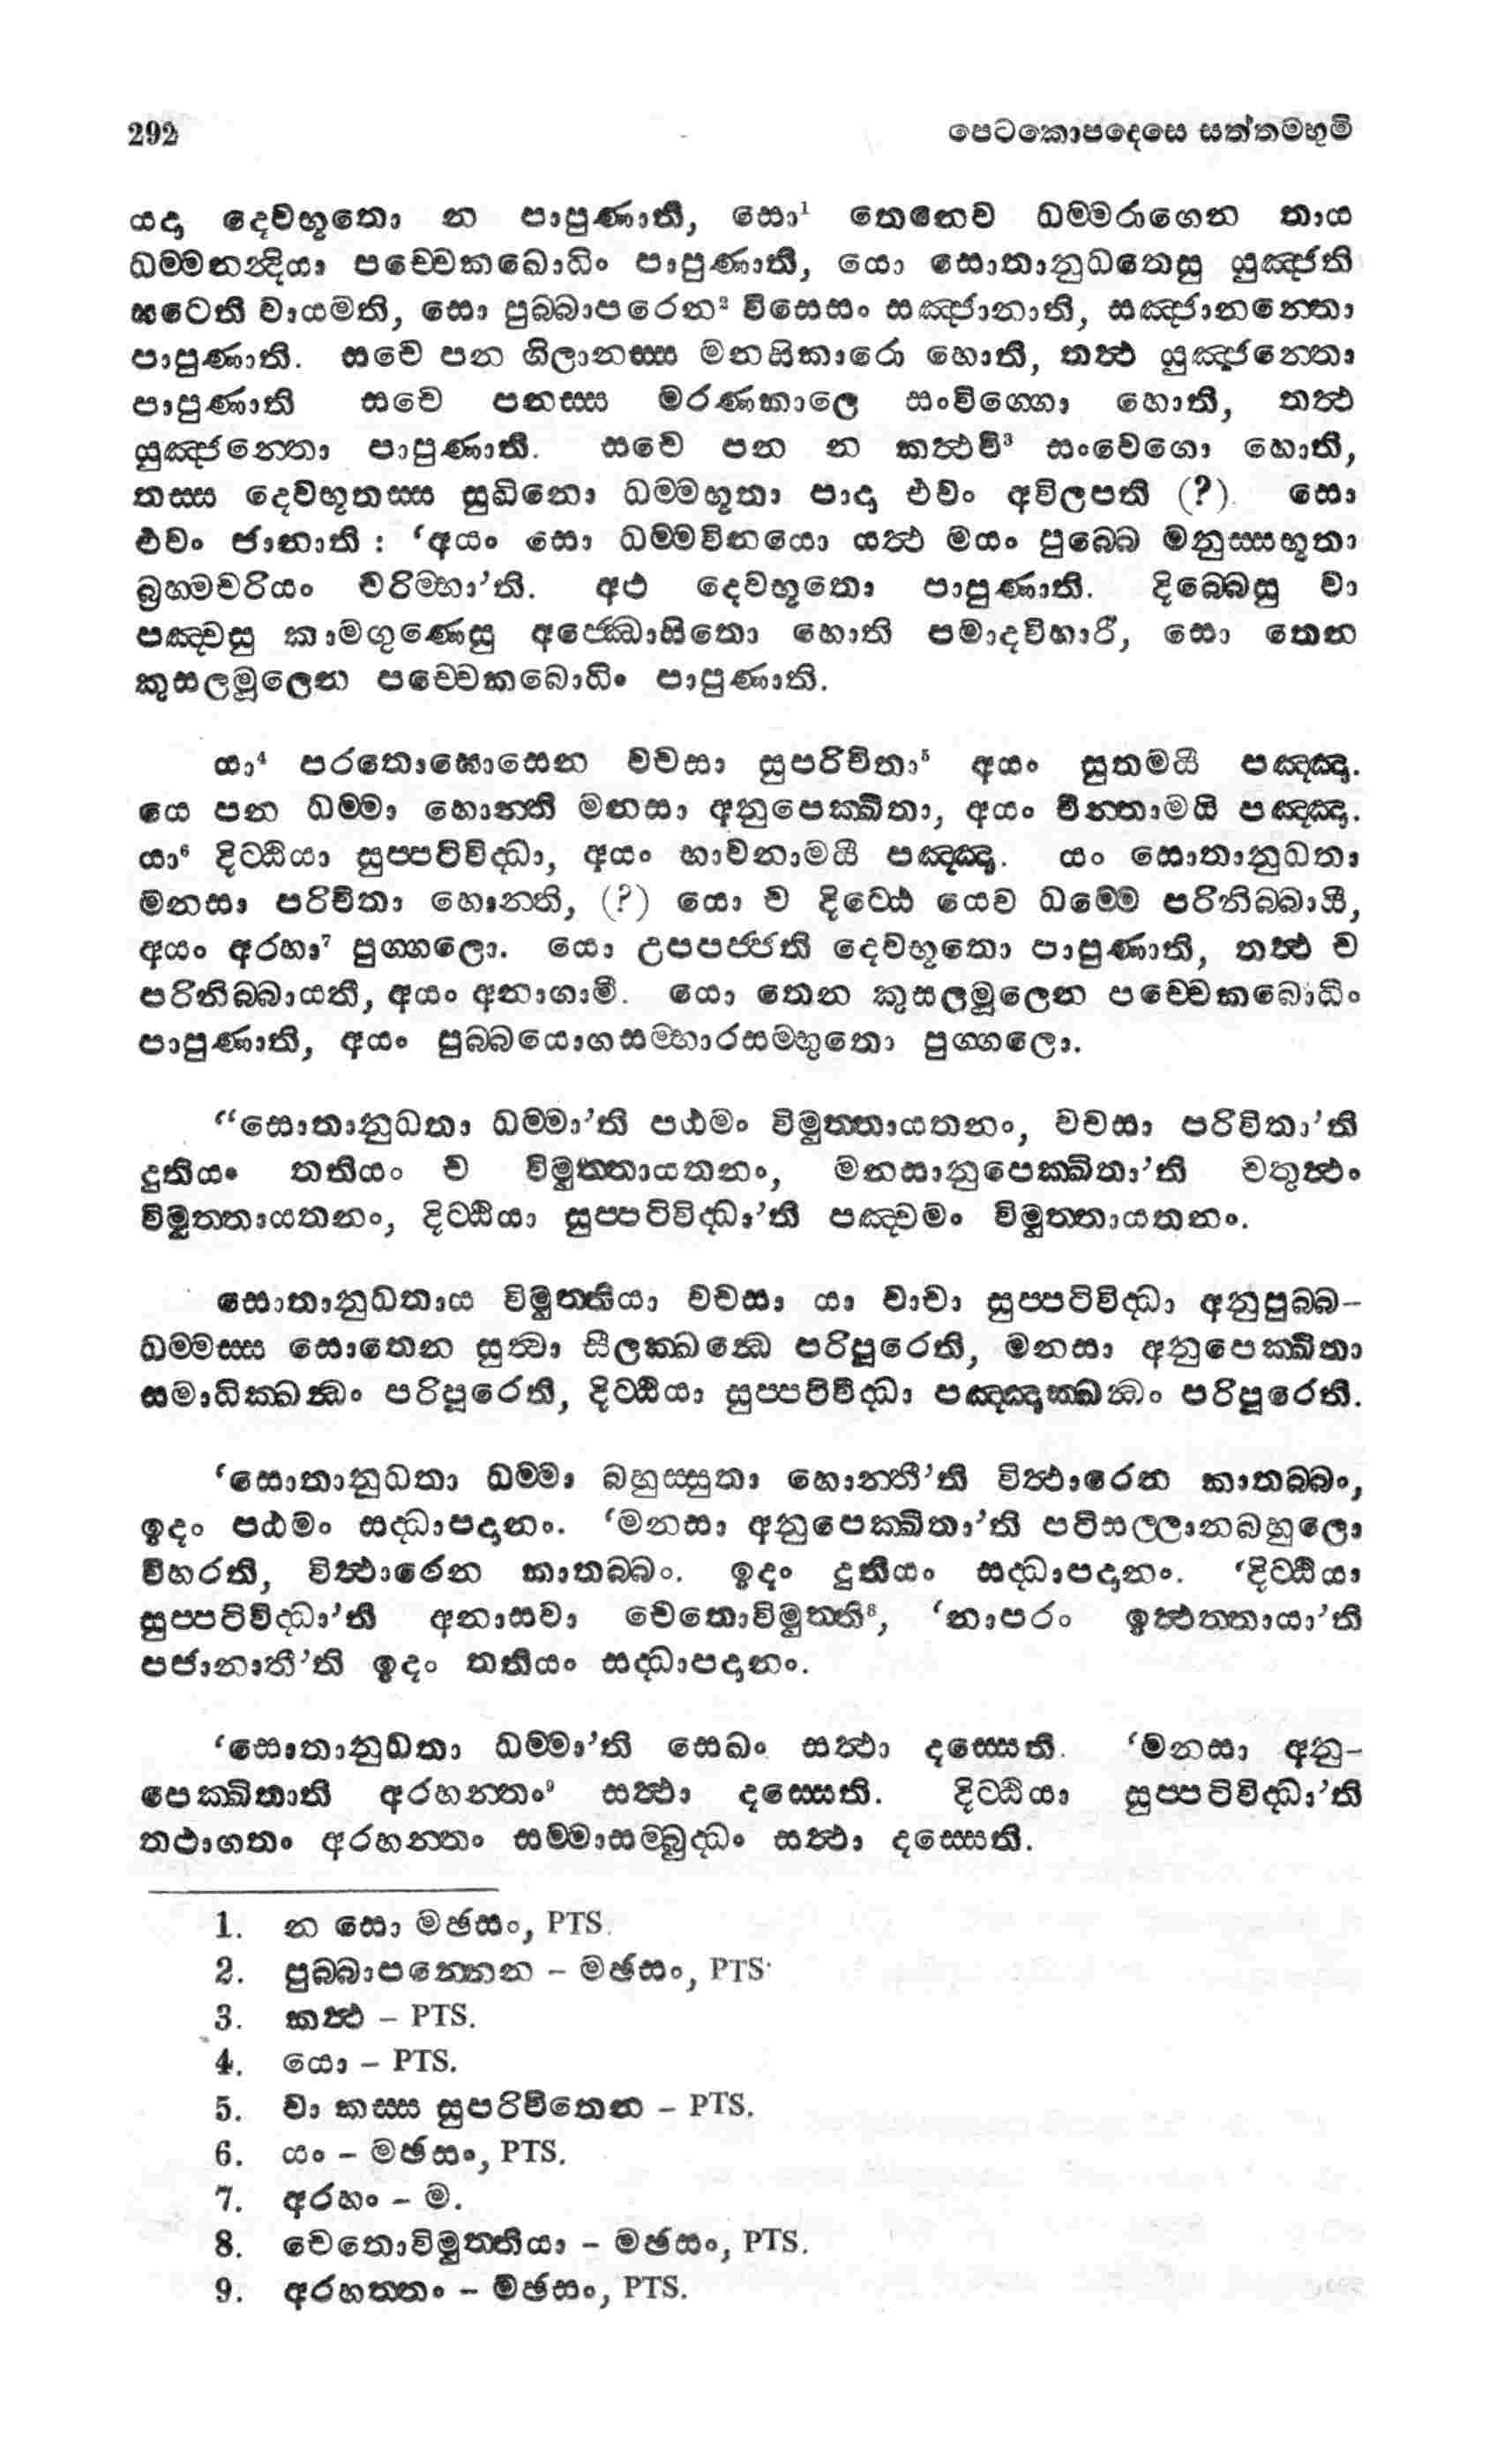 292 පෙටකොපදෙසෙ සත්තමභූමි
යදා දෙවභූතො න පාපුණාති, සො¹ තෙනෙව ධම්මරාගෙන තාය
ධම්මනන්දියා පච්චෙකබොධිං පාපුණාති, යො සොතානුධතෙසු යුඤ්ජති
ඝටෙති වායමති, සො පුබ්බාපරෙන² විසෙසං සඤ්ජානාති, සඤ්ජානන්තො
පාපුණාති. සචෙ පන ගිලානස්ස මනසිකාරො හොති, තත්ථ යුඤ්ජන්තො
පාපුණාති සචෙ පනස්ස මරණකාලෙ සංවිග්ගො හොති, තත්ථ
යුඤ්ජන්තො පාපුණාති. සචෙ පන න කත්ථචි³ සංවෙගො හොති,
තස්ස දෙවභූතස්ස සුඛිනො ධම්මභූතා පාදා එවං අවිලපති (?) සො
එවං ජානාති : ‘අයං සො ධම්මවිනයො යත්ථ මයං පුබ්බෙ මනුස්සභූතා
බ්‍රහ්මචරියං චරිම්හා’ති. අථ දෙවභූතො පාපුණාති. දිබ්බෙසු වා
පඤ්චසු කාමගුණෙසු අජ්ඣොසිතො හොති පමාදවිහාරී, සො තෙන
කුසලමූලෙන පච්චෙකබොධිං පාපුණාති.
යා⁴ පරතොඝොසෙන වචසා සුපරිචිතා⁵ අයං සුතමයී පඤ්ඤා.
යෙ පන ධම්මා හොන්ති මනසා අනුපෙක්ඛිතා, අයං චින්තාමයි පඤ්ඤා.
යා⁶ දිට්ඨියා සුප්පටිවිද්ධා, අයං භාවනාමයී පඤ්ඤා. යං සොතානුධතා
මනසා පරිචිතා හොන්ති, (?) යො ච දිට්ඨෙ යෙව ධම්මෙ පරිනිබ්බායී,
අයං අරහා⁷ පුග්ගලො. යො උපපජ්ජති දෙවභූතො පාපුණාති, තත්ථ ච
පරිනිබ්බායති, අයං අනාගාමී. යො තෙන කුසලමූලෙන පච්චෙකබොධිං
පාපුණාති, අයං පුබ්බයොගසම්භාරසම්භූතො පුග්ගලො.
“සොතානුධතා ධම්මා’ති පඨමං විමුත්තායතනං, වචසා පරිචිතා’ති
දුතියං තතියං ච විමුත්තායතනං, මනසානුපෙක්ඛිතා’ති චතුත්ථං
විමුත්තායතනං, දිට්ඨියා සුප්පටිවිද්ධා’ති පඤ්චමං විමුත්තායතනං.
සොතානුධතාය විමුත්තියා වචසා යා වාචා සුප්පටිවිද්ධා අනුපුබ්බ-
ධම්මස්ස සොතෙන සුත්වා සීලක්ඛන්ධෙ පරිපූරෙති, මනසා අනුපෙක්ඛිතා
සමාධික්ඛන්ධං පරිපූරෙති, දිට්ඨියා සුප්පටිවිද්ධා පඤ්ඤාක්ඛන්ධං පරිපූරෙති.
‘සොතානුධතා ධම්මා බහුස්සුතා හොන්තී’ති විත්ථාරෙන කාතබ්බං,
ඉදං පඨමං සද්ධාපදානං. ‘මනසා අනුපෙක්ඛිතා’ති පටිසල්ලානබහුලො
විහරති, විත්ථාරෙන කාතබ්බං. ඉදං දුතියං සද්ධාපදානං. ‘දිට්ඨියා
සුප්පටිවිද්ධා’ති අනාසවා චෙතොවිමුත්ති⁸, ‘නාපරං ඉත්ථත්තායා’ති
පජානාතී’ති ඉදං තතියං සද්ධාපදානං.
‘සොතානුධතා ධම්මා’ති සෙඛං සත්ථා දස්සෙති. ‘මනසා අනු-
පෙක්ඛිතාති අරහන්තං⁹ සත්ථා දස්සෙති. දිට්ඨියා සුප්පටිවිද්ධා’ති
තථාගතං අරහන්තං සම්මාසම්බුද්ධං සත්ථා දස්සෙති.
1. න සො මඡසං, PTS.
2. පුබ්බාපන්තෙන – මඡසං, PTS·
3. කත්ථ – PTS.
4. යො – PTS.
5. වා කස්ස සුපරිචිතෙන – PTS.
6. යං – මඡසං, PTS.
7. අරහං – ම.
8. චෙතොවිමුත්තියා – මඡසං, PTS.
9. අරහත්තං – මඡසං, PTS.